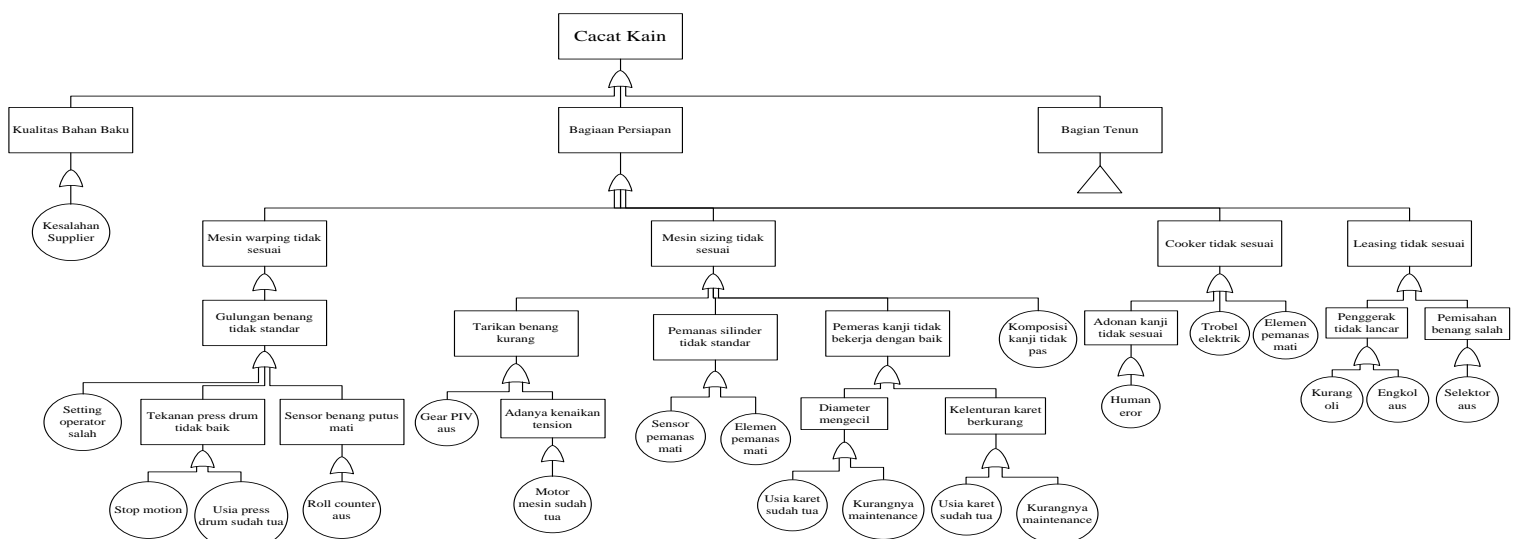 Cacat Kain
Kualitas Bahan Baku
Bagiaan Persiapan
Bagian Tenun
Kesalahan
Supplier
Mesin warping tidak
sesuai
Mesin sizing tidak
sesuai
Cooker tidak sesuai
Leasing tidak sesuai
Gulungan benang
tidak standar
Tarikan benang
kurang
Pemanas silinder
tidak standar
Pemeras kanji tidak
bekerja dengan baik
Komposisi
kanji tidak
pas
Adonan kanji
tidak sesuai
Trobel
elektrik
Elemen
pemanas
mati
Penggerak
tidak lancar
Pemisahan
benang salah
Setting
operator
salah
Tekanan press drum
tidak baik
Sensor benang putus
mati
Gear PIV
aus
Adanya kenaikan
tension
Sensor
pemanas
mati
Elemen
pemanas
mati
Diameter
mengecil
Kelenturan karet
berkurang
Human
eror
Kurang
oli
Engkol
aus
Selektor
aus
Stop motion
Usia press
drum sudah tua
Roll counter
aus
Motor
mesin sudah
tua
Usia karet
sudah tua
Kurangnya
maintenance
Usia karet
sudah tua
Kurangnya
maintenance